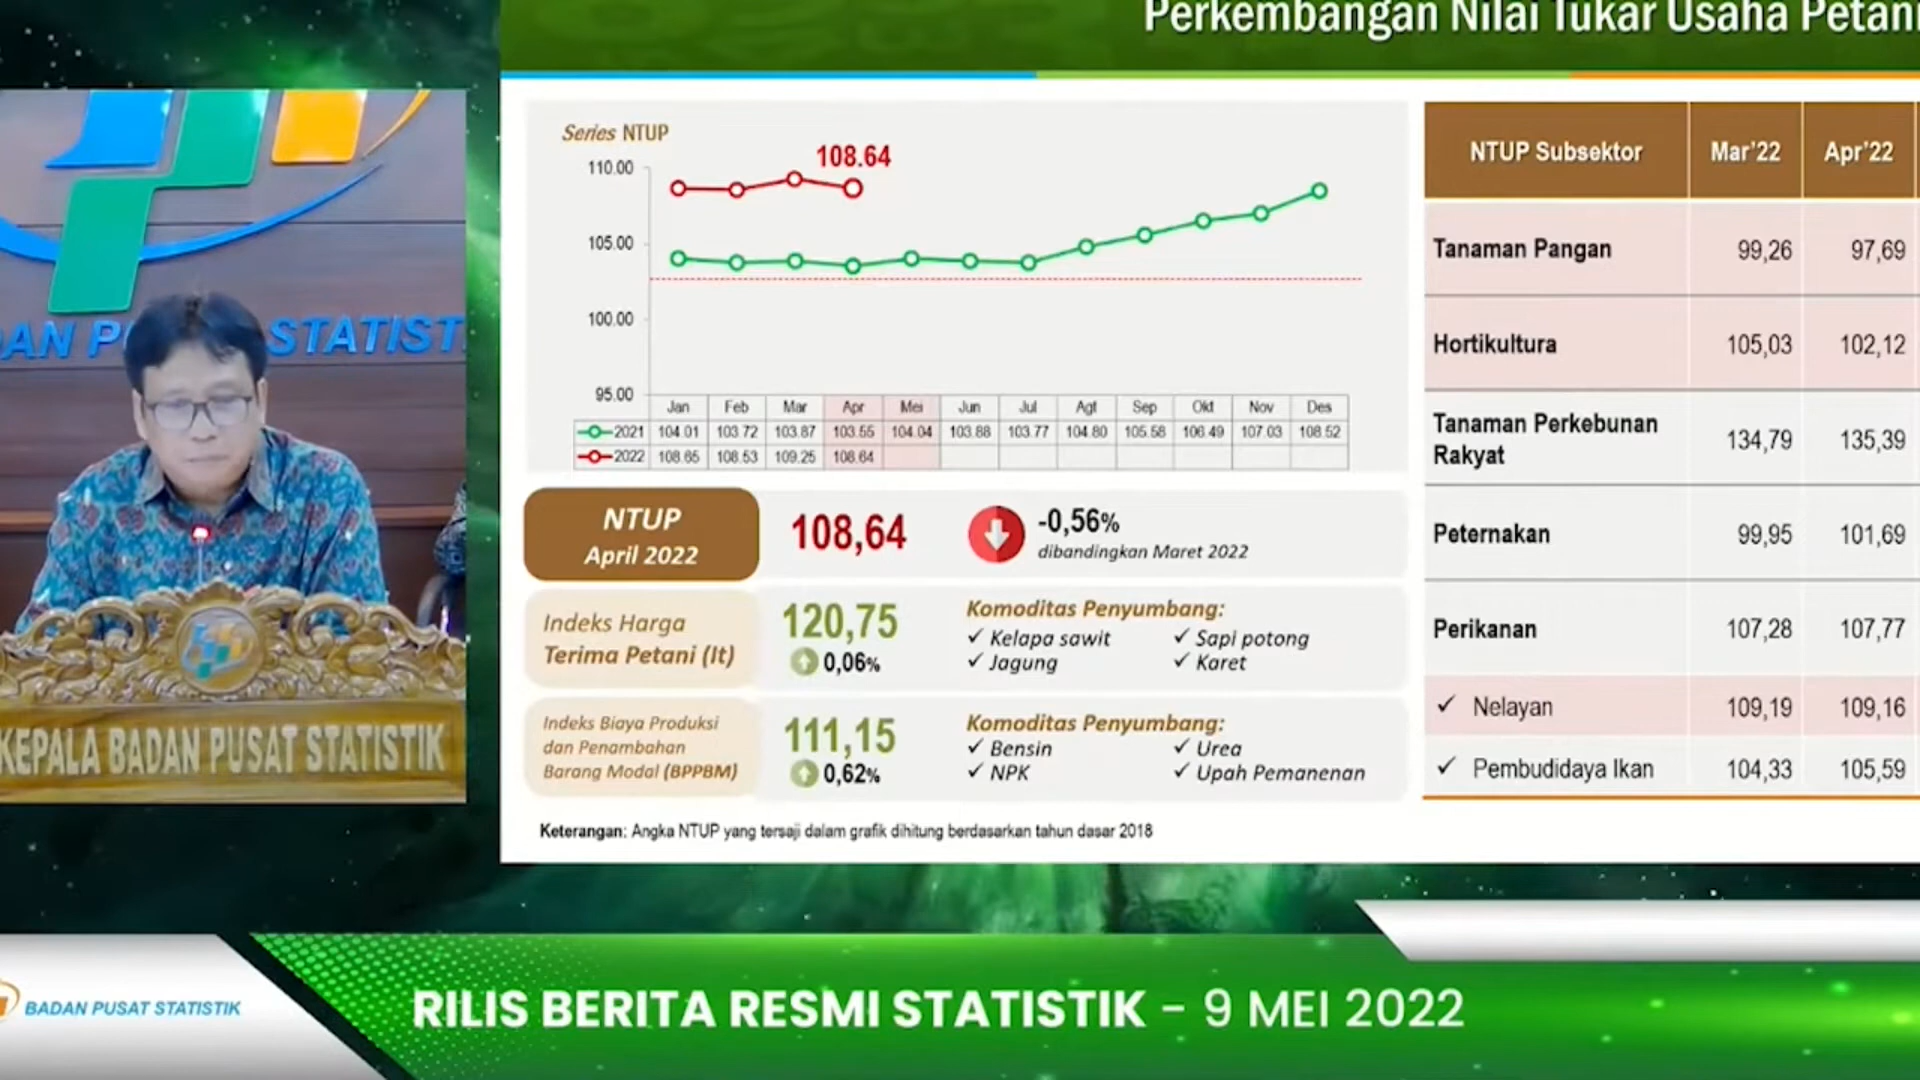 Perkembangan Nilai Tukar Usaha Petani
STATIST
KEPALA BADAN PUSAT STATISTIK
Series NTUP
108.64
110.00
105.00
100.00
95.00
Jan Feb Mar Apr Mei Jun Jul Agt Sep Okt Nov Des
2021 104.01 103.72 103.87 103.55 104.04 103.88 103.77 104.80 105.58 106.49 107.03 108.52
2022 108.65 108.53 109.25 108.64
NTUP
April 2022
108,64
-0,56%
dibandingkan Maret 2022
Indeks Harga
Terima Petani (It)
120,75
0,06%
Komoditas Penyumbang:
✓ Kelapa sawit ✓ Sapi potong
✓ Jagung ✓ Karet
Indeks Biaya Produksi
dan Penambahan
Barang Modal (BPPBM)
111,15
0,62%
Komoditas Penyumbang:
✓ Bensin ✓ Urea
✓ NPK ✓ Upah Pemanenan
Keterangan: Angka NTUP yang tersaji dalam grafik dihitung berdasarkan tahun dasar 2018
NTUP Subsektor Mar'22 Apr'22
Tanaman Pangan 99,26 97,69
Hortikultura 105,03 102,12
Tanaman Perkebunan
Rakyat 134,79 135,39
Peternakan 99,95 101,69
Perikanan 107,28 107,77
✓ Nelayan 109,19 109,16
✓ Pembudidaya Ikan 104,33 105,59
BADAN PUSAT STATISTIK
RILIS BERITA RESMI STATISTIK – 9 MEI 2022